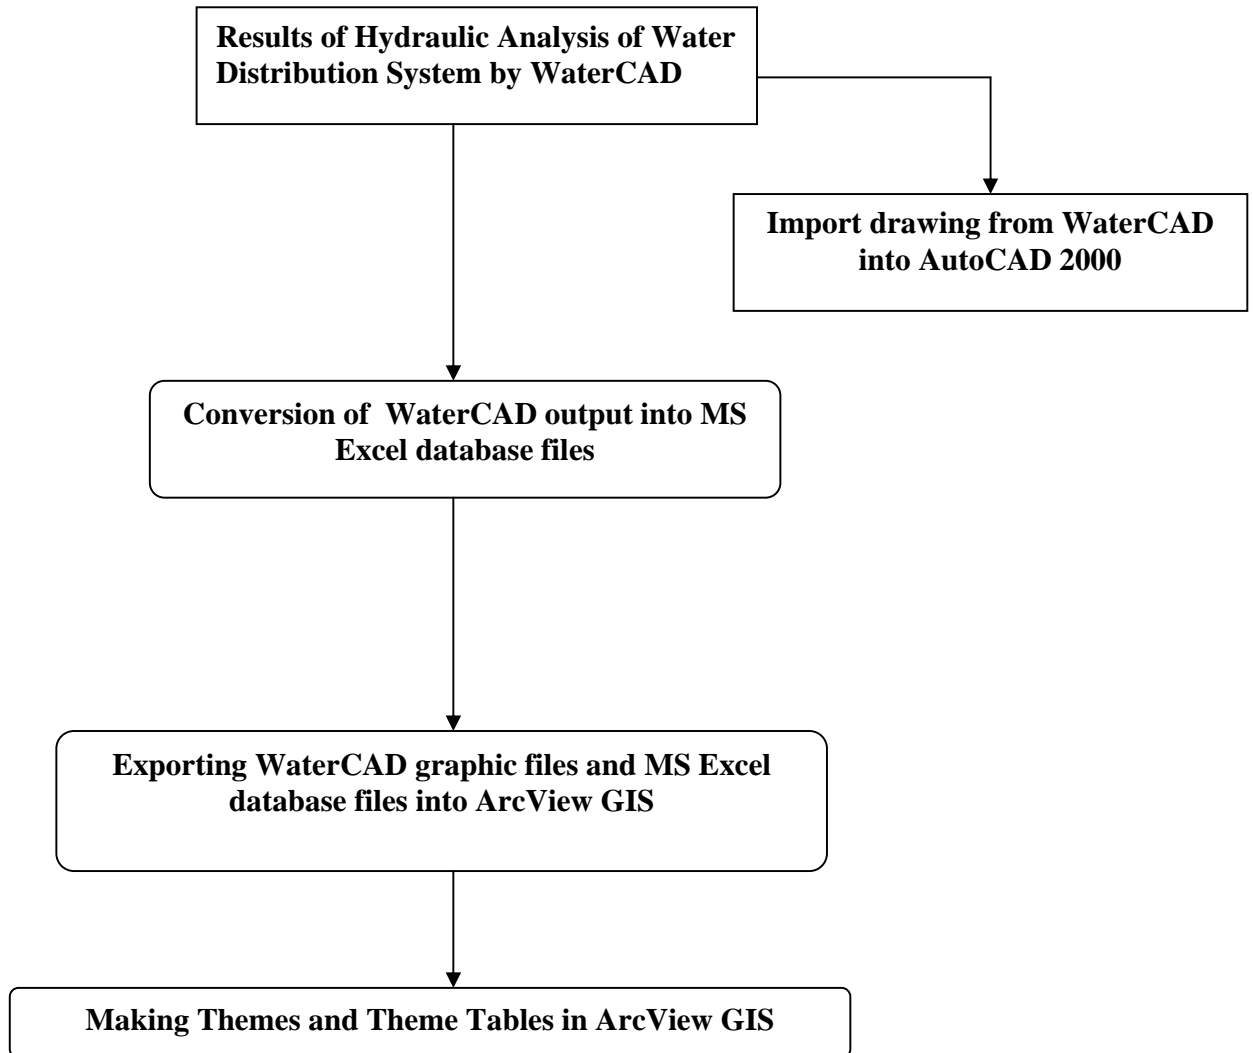 Results of Hydraulic Analysis of Water
Distribution System by WaterCAD
Import drawing from WaterCAD
into AutoCAD 2000
Conversion of  WaterCAD output into MS
Excel database files
Exporting WaterCAD graphic files and MS Excel
database files into ArcView GIS
Making Themes and Theme Tables in ArcView GIS